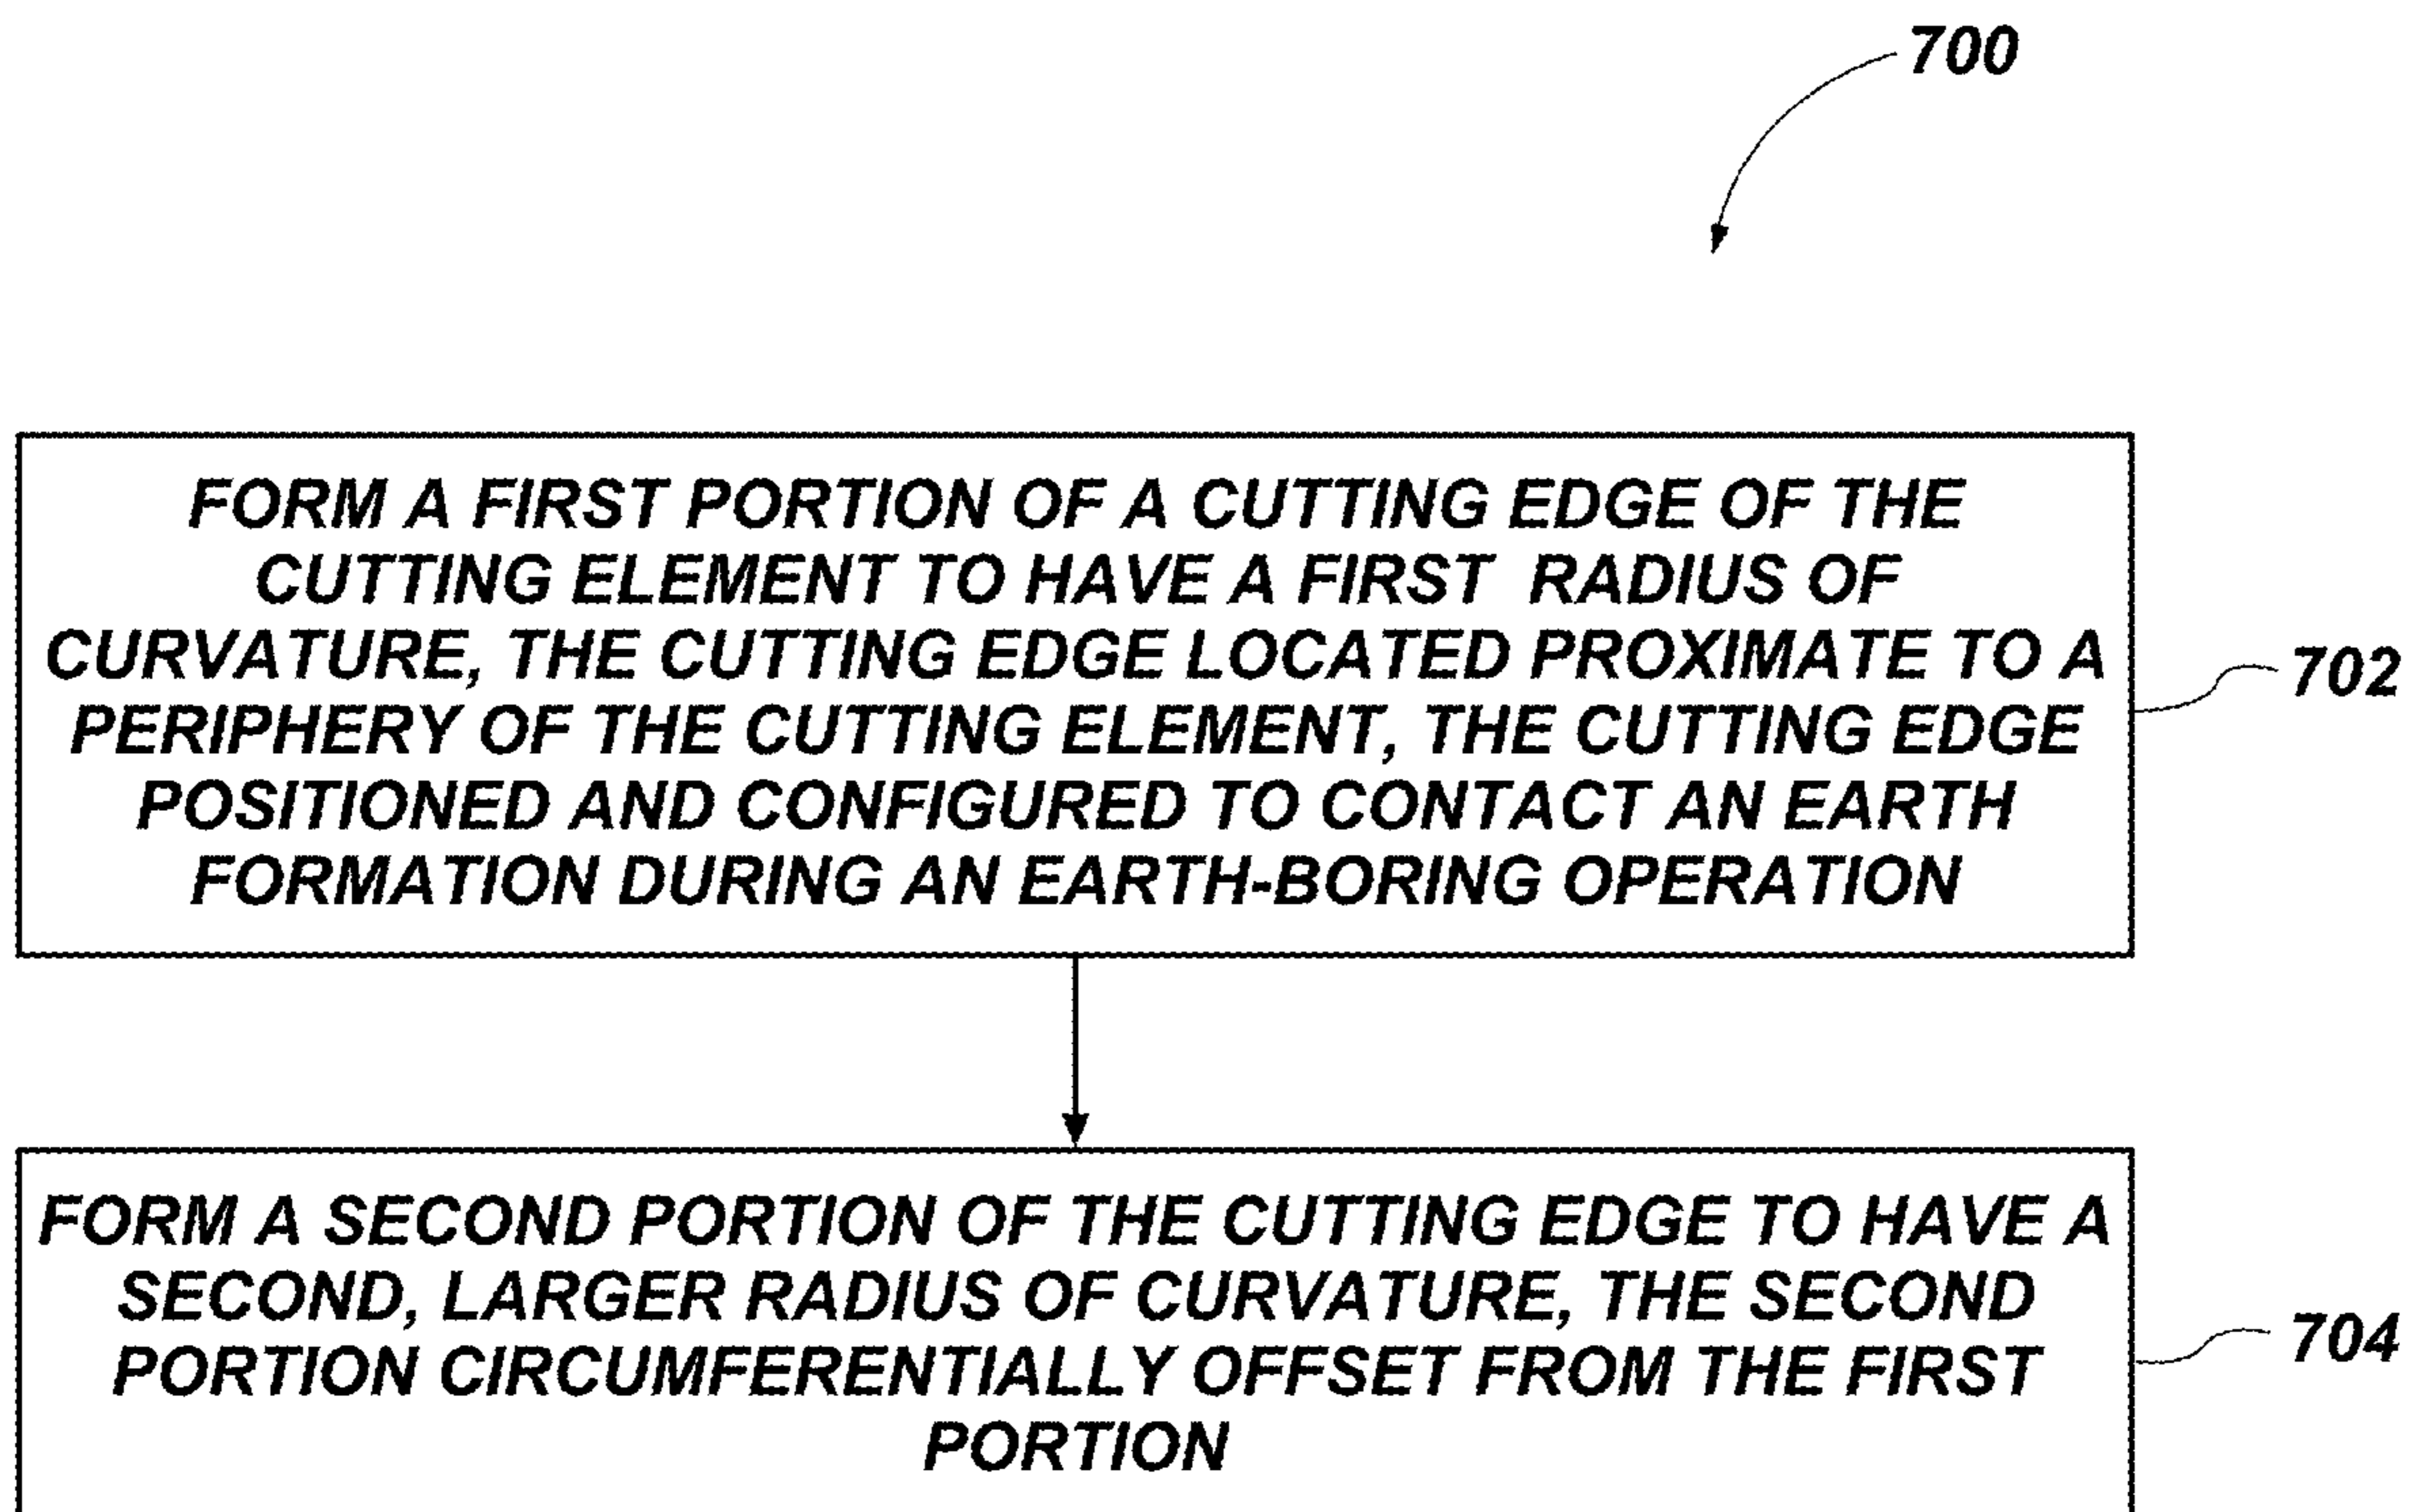 700
FORM A FIRST PORTION OF A CUTTING EDGE OF THE
CUTTING ELEMENT TO HAVE A FIRST RADIUS OF
CURVATURE, THE CUTTING EDGE LOCATED PROXIMATE TO A
PERIPHERY OF THE CUTTING ELEMENT, THE CUTTING EDGE
POSITIONED AND CONFIGURED TO CONTACT AN EARTH
FORMATION DURING AN EARTH-BORING OPERATION
702
FORM A SECOND PORTION OF THE CUTTING EDGE TO HAVE A
SECOND, LARGER RADIUS OF CURVATURE, THE SECOND
PORTION CIRCUMFERENTIALLY OFFSET FROM THE FIRST
PORTION
704